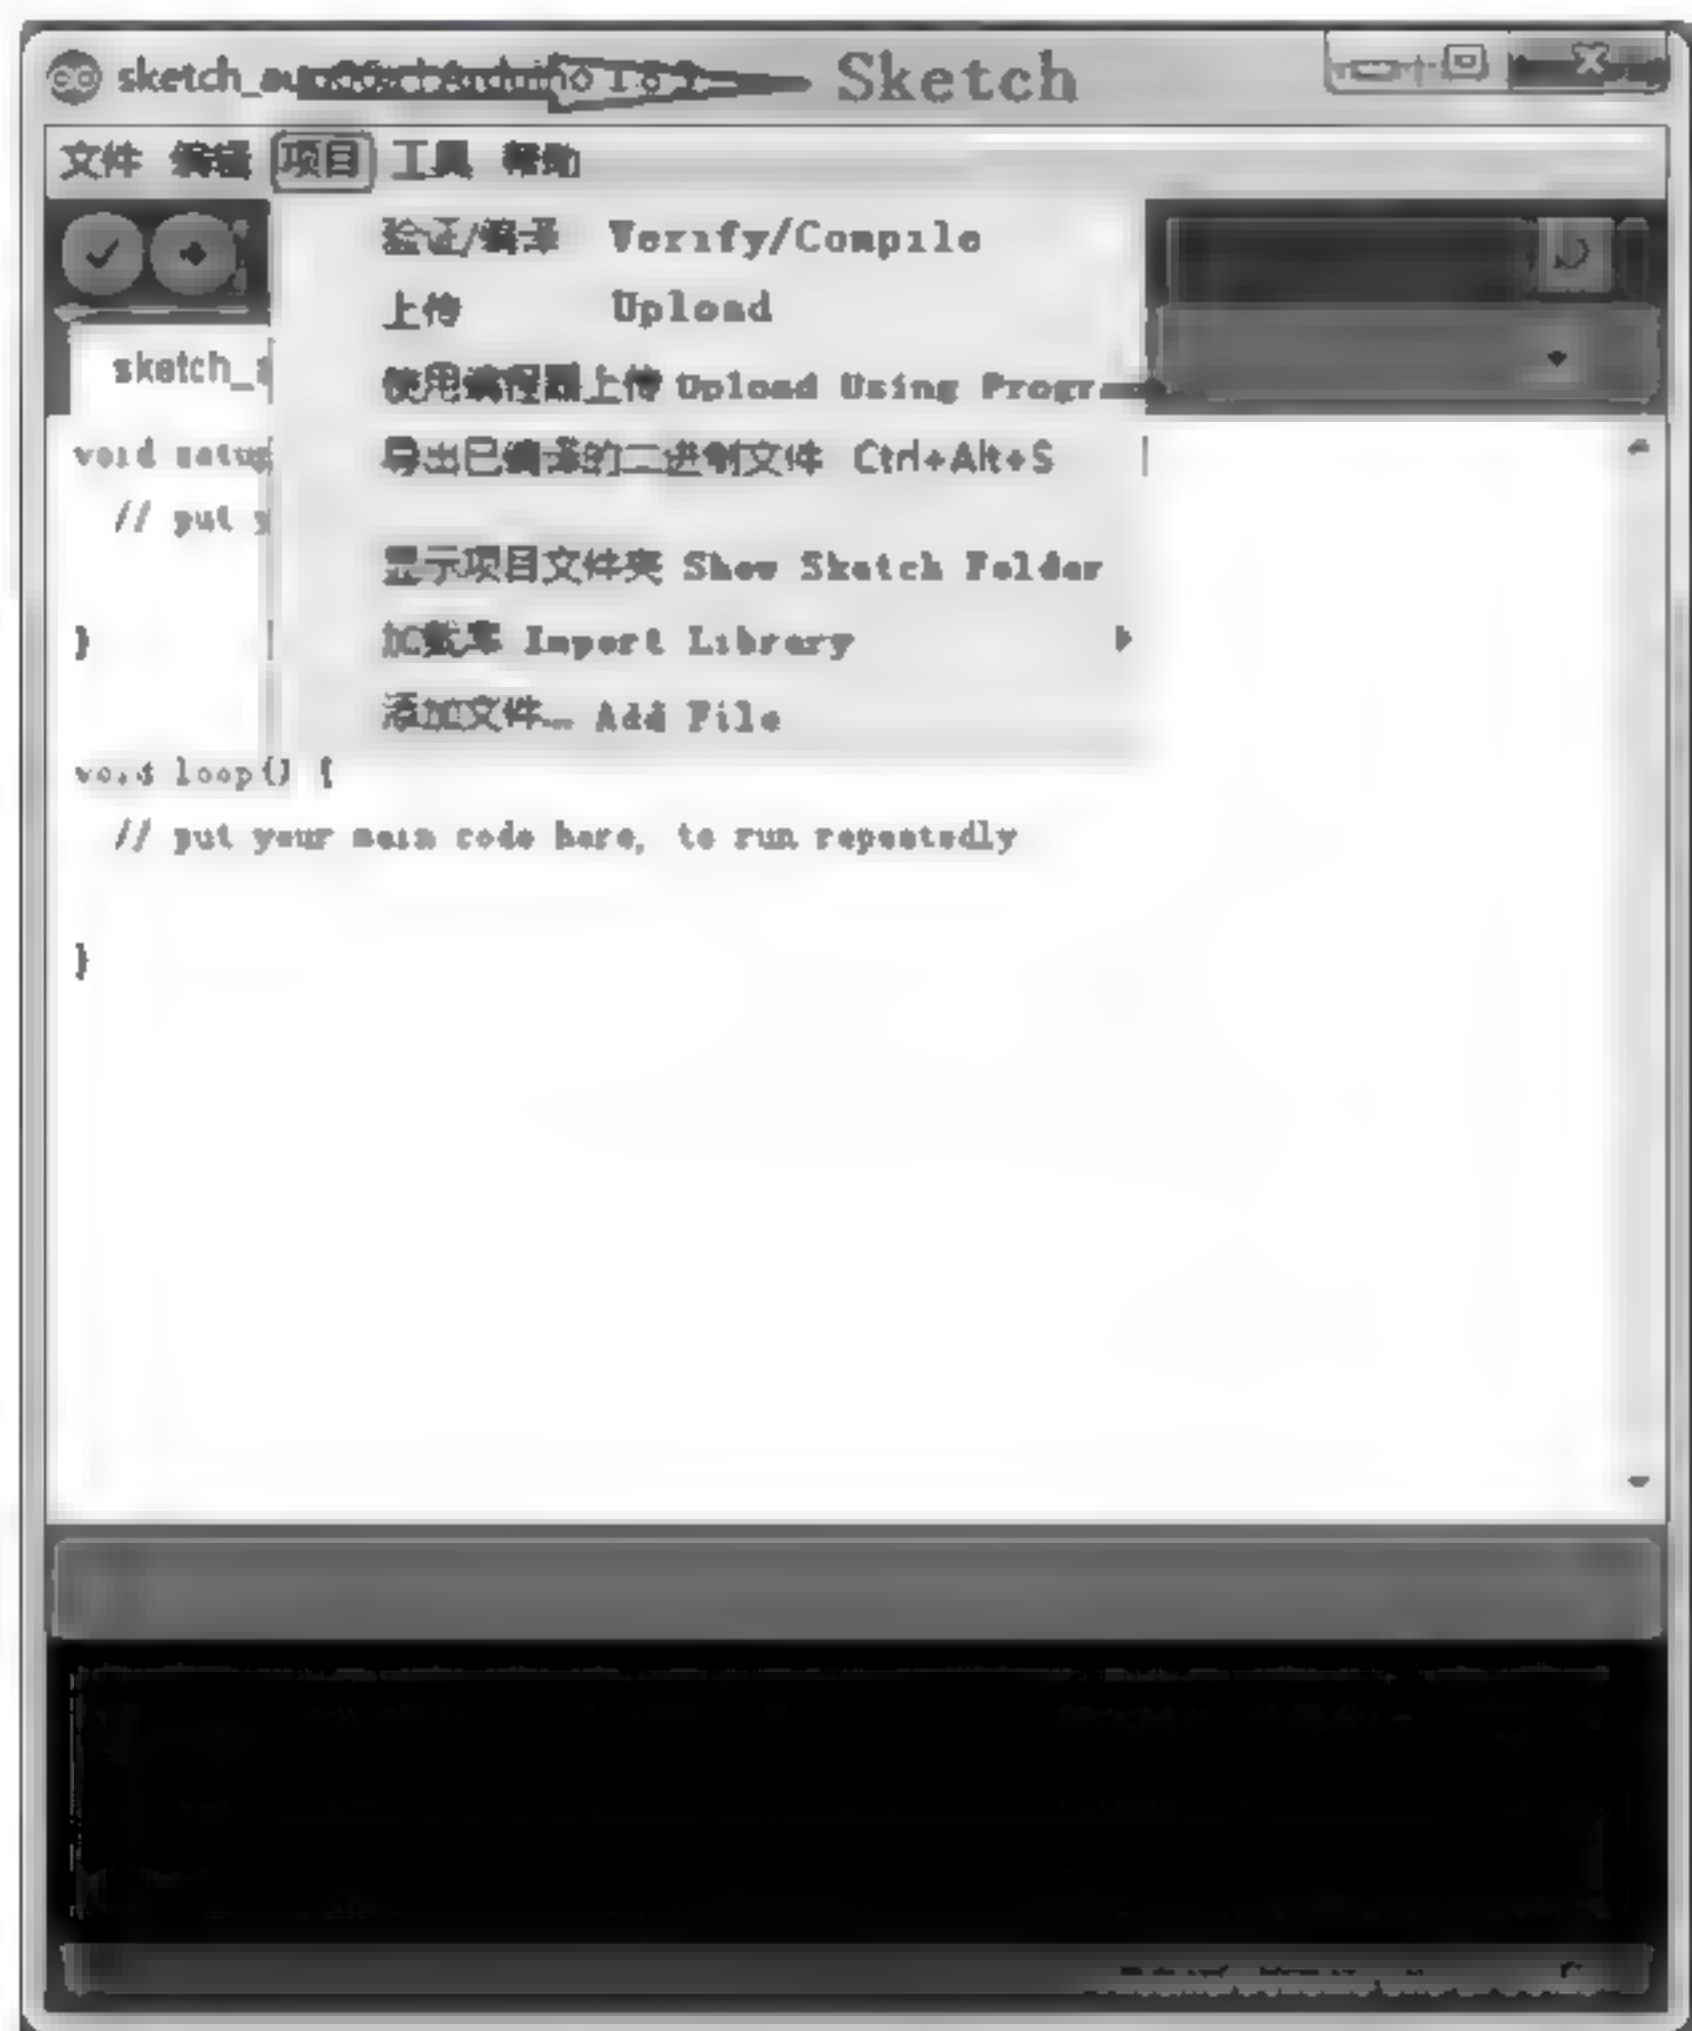 Sketch
文件 编辑 项目 工具 帮助
验证/编译 Verify/Compile
上传 Upload
sketch_
使用编程器上传 Upload Using Progr
void setup
导出已编译的二进制文件 Ctrl+Alt+S
// put y
显示项目文件夹 Show Sketch Folder
}
加载库 Import Library
添加文件... Add File
void loop() {
// put your main code here, to run repeatedly
}